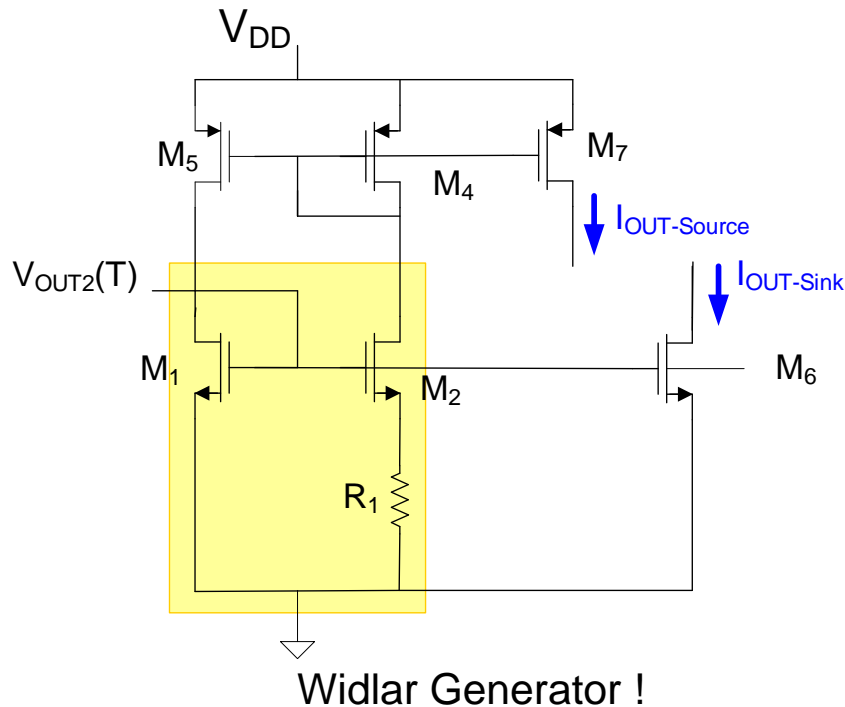 VDD
M5
M4
M7
IOUT-Source
VOUT2(T)
IOUT-Sink
M1
M2
M6
R1
Widlar Generator !